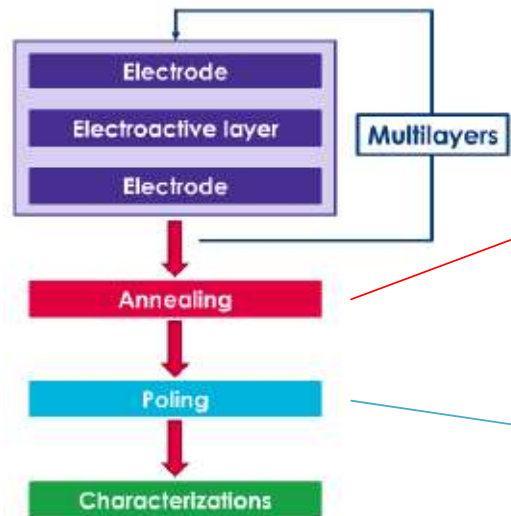 Electrode
Electroactive layer
Multilayers
Electrode
Annealing
Poling
Characterizations